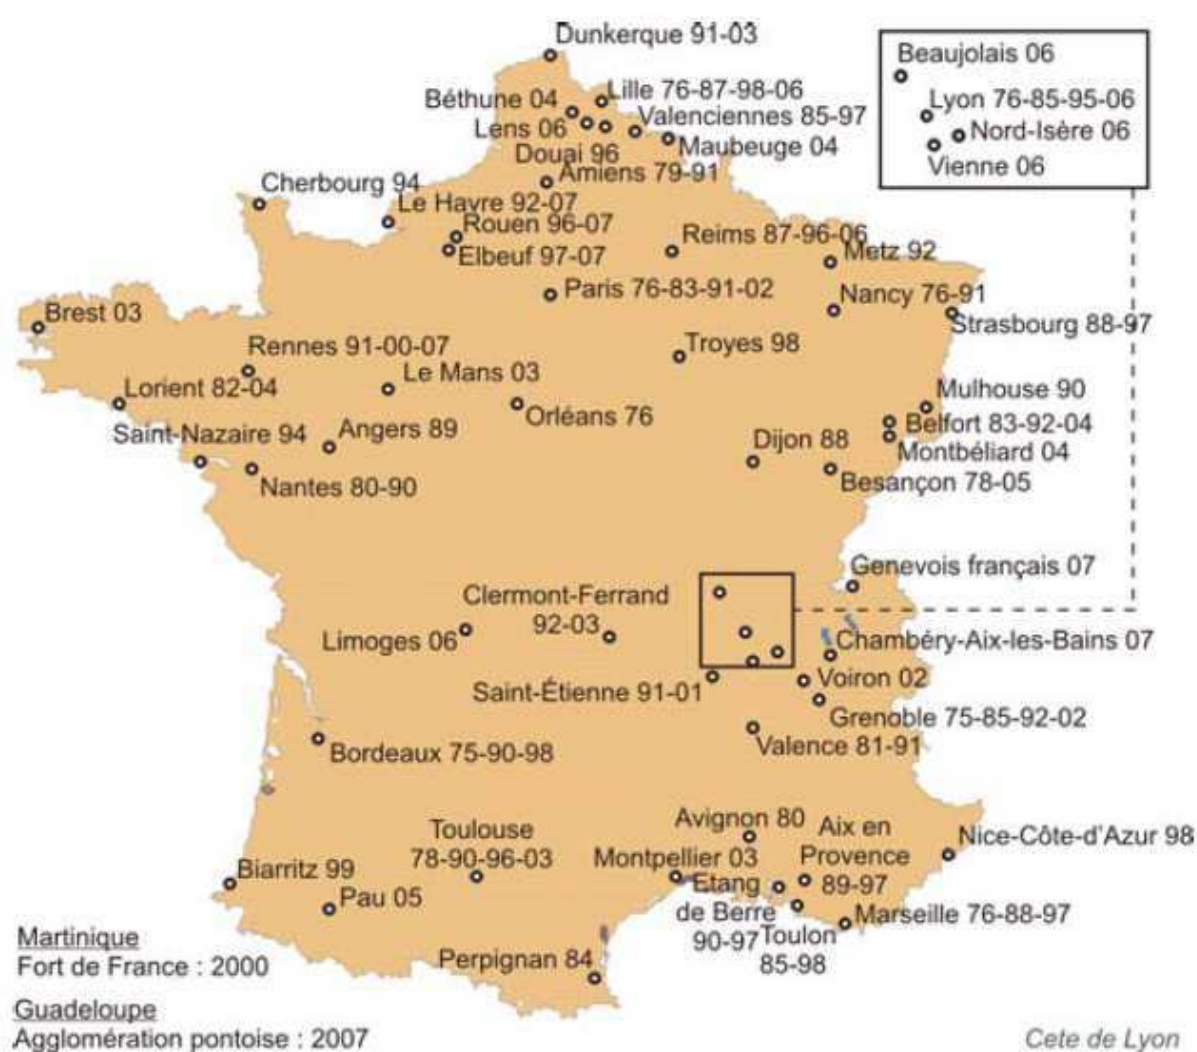 Dunkerque 91-03
Béthune 04
Lille 76-87-98-06
Lens 06
Valenciennes 85-97
Douai 96
Maubeuge 04
Amiens 79-91
Cherbourg 94
Le Havre 92-07
Rouen 96-07
Elbeuf 97-07
Reims 87-96-06
Metz 92
Paris 76-83-91-02
Nancy 76-91
Strasbourg 88-97
Brest 03
Rennes 91-00-07
Troyes 98
Lorient 82-04
Le Mans 03
Orléans 76
Mulhouse 90
Belfort 83-92-04
Montbéliard 04
Saint-Nazaire 94
Angers 89
Dijon 88
Nantes 80-90
Besançon 78-05
Beaujolais 06
Lyon 76-85-95-06
Nord-Isère 06
Vienne 06
Genevois français 07
Clermont-Ferrand
92-03
Limoges 06
Chambéry-Aix-les-Bains 07
Saint-Étienne 91-01
Voiron 02
Grenoble 75-85-92-02
Valence 81-91
Bordeaux 75-90-98
Avignon 80
Aix en
Provence
89-97
Nice-Côte-d'Azur 98
Toulouse
78-90-96-03
Montpellier 03
Etang
de Berre
90-97
Toulon
85-98
Marseille 76-88-97
Biarritz 99
Pau 05
Perpignan 84
Martinique
Fort de France : 2000
Guadeloupe
Agglomération pontoise : 2007
Cete de Lyon